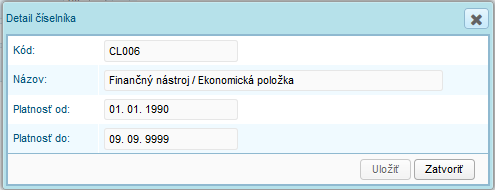 Detail číselníka
Kód: CL006
Názov: Finančný nástroj / Ekonomická položka
Platnosť od: 01. 01. 1990
Platnosť do: 09. 09. 9999
Uložiť Zatvoriť